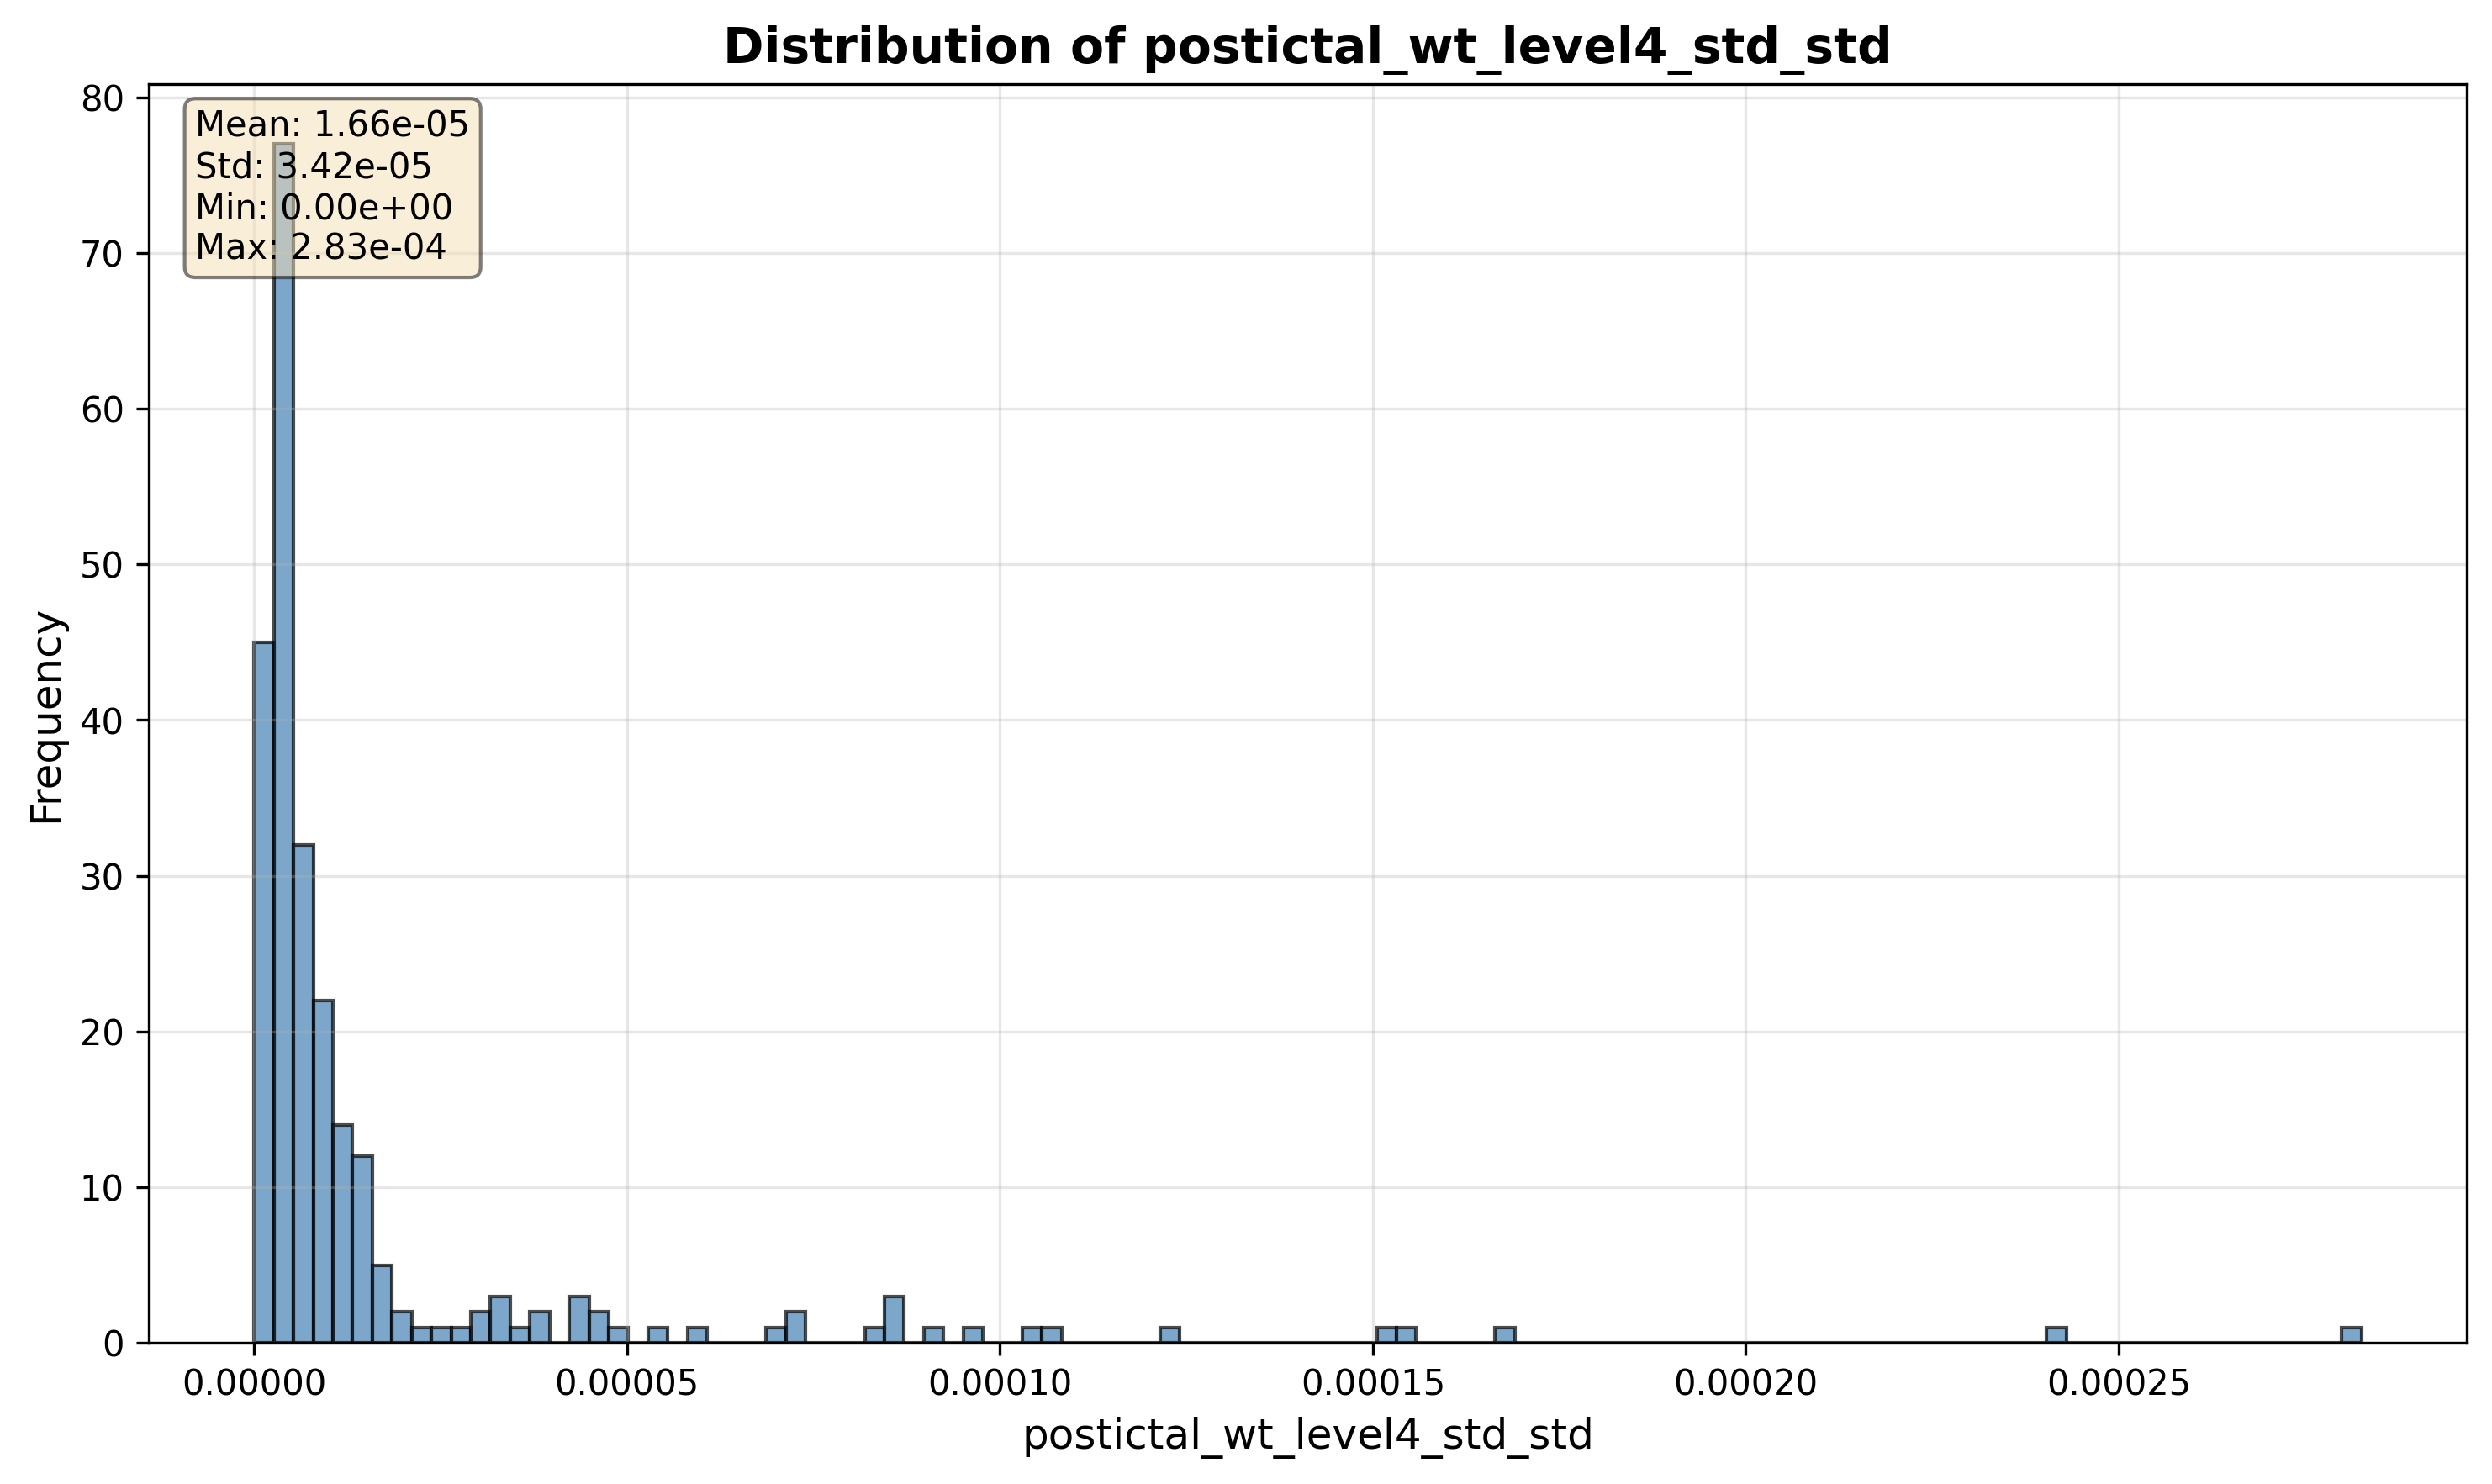 Distribution of postictal_wt_level4_std_std
Mean: 1.66e-05
Std: 3.42e-05
Min: 0.00e+00
Max: 2.83e-04
Frequency
80
70
60
50
40
30
20
10
0
0.00000 0.00005 0.00010 0.00015 0.00020 0.00025
postictal_wt_level4_std_std